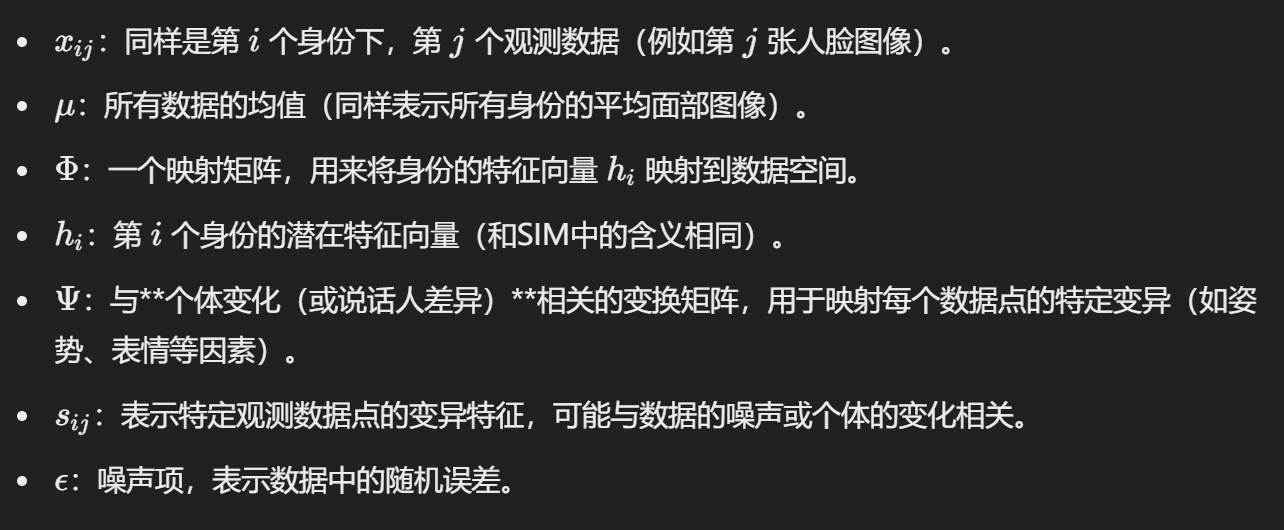 • x_{ij}：同样是第 i 个身份下，第 j 个观测数据（例如第 j 张人脸图像）。
• μ：所有数据的均值（同样表示所有身份的平均面部图像）。
• Φ：一个映射矩阵，用来将身份的特征向量 h_i 映射到数据空间。
• h_i：第 i 个身份的潜在特征向量（和SIM中的含义相同）。
• Ψ：与**个体变化（或说话人差异）**相关的变换矩阵，用于映射每个数据点的特定变异（如姿
势、表情等因素）。
• s_{ij}：表示特定观测数据点的变异特征，可能与数据的噪声或个体的变化相关。
• ϵ：噪声项，表示数据中的随机误差。